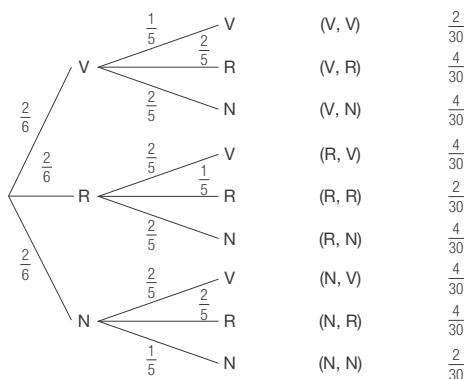 1/5 V (V, V) 2/30
V 2/5 R (V, R) 4/30
2/5 N (V, N) 4/30
2/6
2/5 V (R, V) 4/30
2/6 R 1/5 R (R, R) 2/30
2/5 N (R, N) 4/30
2/6
2/5 V (N, V) 4/30
N 2/5 R (N, R) 4/30
1/5 N (N, N) 2/30